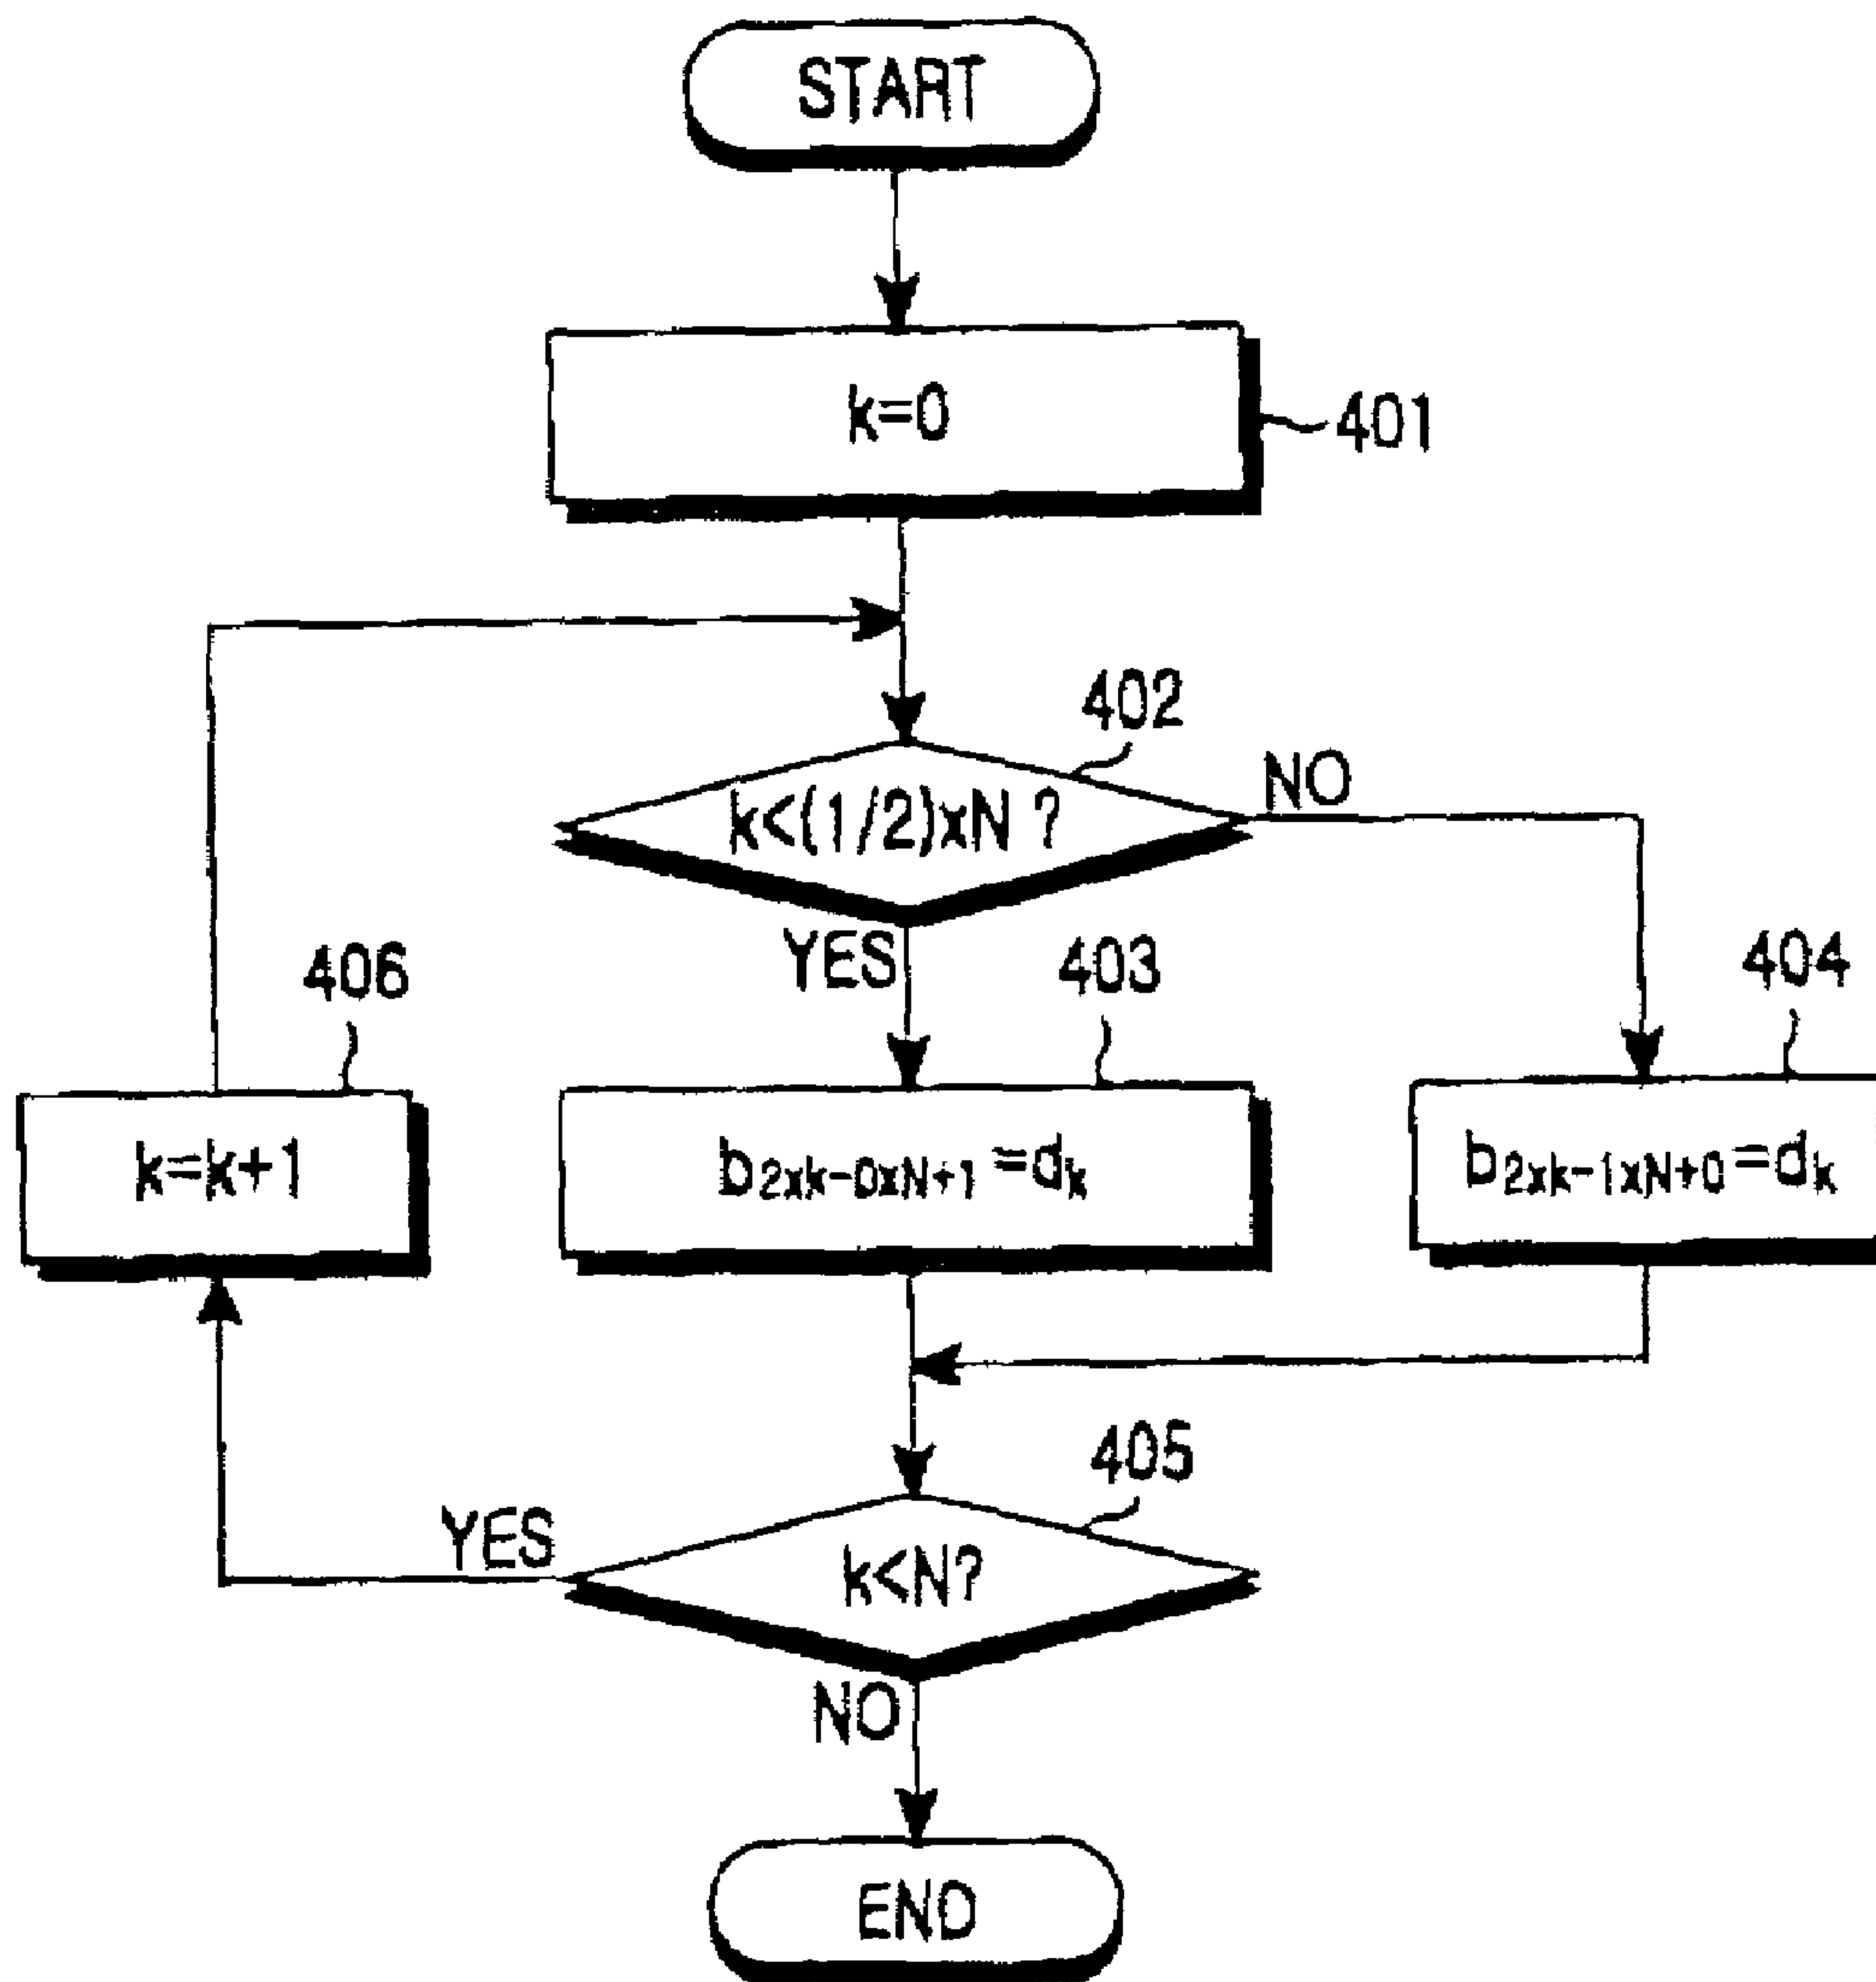 START
k=0
401
402
k<(1/2)xN ?
NO
YES
406
403
404
k=k+1
b2xk-0xN+1=dk
b2xk-1xN+0=dk
405
YES
k<N?
NO
END